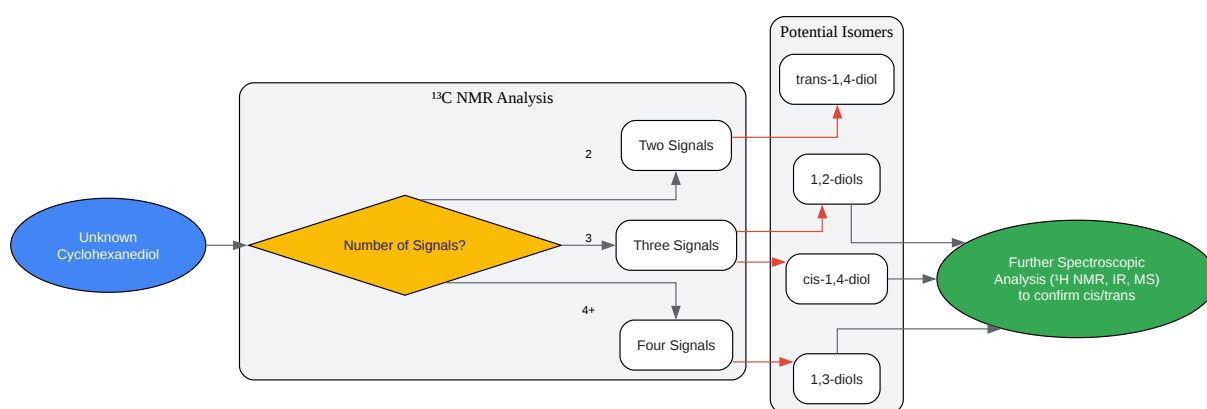 Potential Isomers
trans-1,4-diol
¹³C NMR Analysis
Two Signals
2
1,2-diols
Unknown
Cyclohexanediol
Number of Signals?
3
Three Signals
cis-1,4-diol
Further Spectroscopic
Analysis (¹H NMR, IR, MS)
to confirm cis/trans
4+
Four Signals
1,3-diols